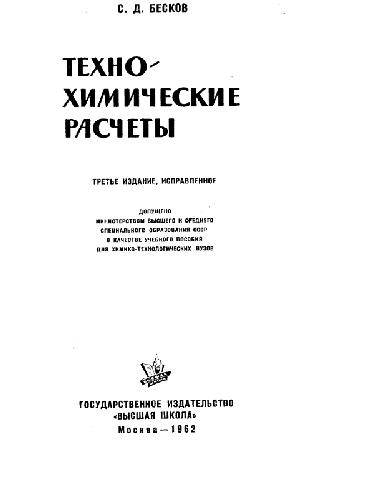 С. Д. БЕСКОВ
ТЕХНО-
ХИМИЧЕСКИЕ
РАСЧЕТЫ
ТРЕТЬЕ ИЗДАНИЕ, ИСПРАВЛЕННОЕ
ДОПУЩЕНО
МИНИСТЕРСТВОМ ВЫСШЕГО И СРЕДНЕГО
СПЕЦИАЛЬНОГО ОБРАЗОВАНИЯ СССР
В КАЧЕСТВЕ УЧЕБНОГО ПОСОБИЯ
ДЛЯ ХИМИКО-ТЕХНОЛОГИЧЕСКИХ ВУЗОВ
ГОСУДАРСТВЕННОЕ ИЗДАТЕЛЬСТВО
«ВЫСШАЯ ШКОЛА»
Москва — 1962